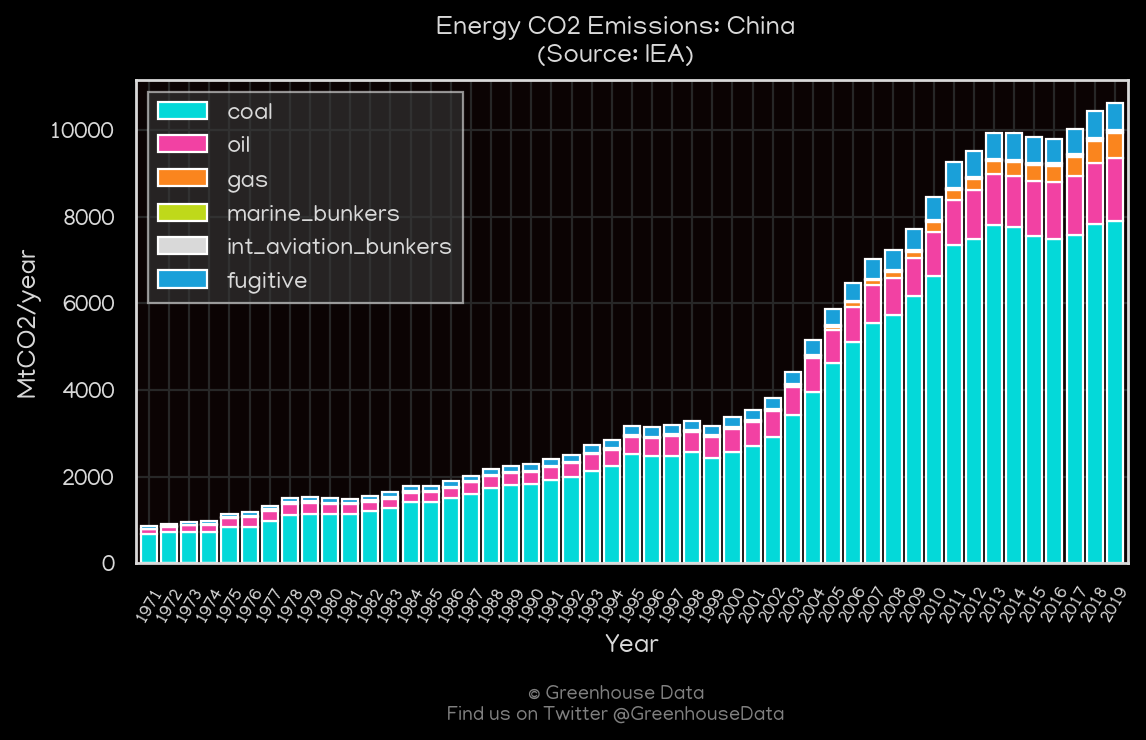 Energy CO2 Emissions: China
(Source: IEA)
coal
oil
gas
marine_bunkers
int_aviation_bunkers
fugitive
MtCO2/year
10000
8000
6000
4000
2000
0
1971 1972 1973 1974 1975 1976 1977 1978 1979 1980 1981 1982 1983 1984 1985 1986 1987 1988 1989 1990 1991 1992 1993 1994 1995 1996 1997 1998 1999 2000 2001 2002 2003 2004 2005 2006 2007 2008 2009 2010 2011 2012 2013 2014 2015 2016 2017 2018 2019
Year
© Greenhouse Data
Find us on Twitter @GreenhouseData